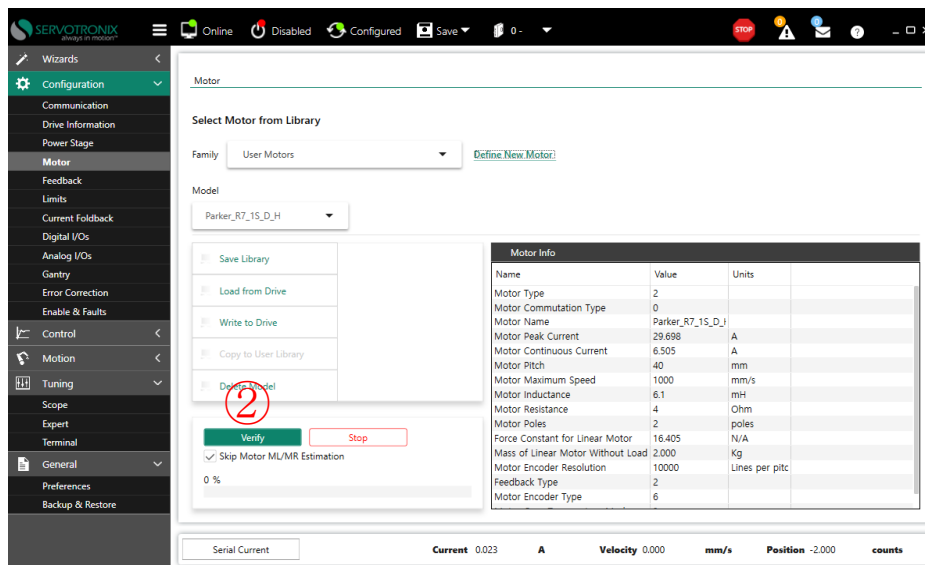 SERVOTRONIX
always in motion™
Online
Disabled
Configured
Save
0 -
STOP
0
0
?
Wizards
Configuration
Communication
Drive Information
Power Stage
Motor
Feedback
Limits
Current Foldback
Digital I/Os
Analog I/Os
Gantry
Error Correction
Enable & Faults
Control
Motion
Tuning
Scope
Expert
Terminal
General
Preferences
Backup & Restore
Motor
Select Motor from Library
Family User Motors Define New Motor
Model
Parker_R7_1S_D_H
Save Library
Load from Drive
Write to Drive
Copy to User Library
Delete Model
②
Verify Stop
Skip Motor ML/MR Estimation
0 %
Motor Info
Name Value Units
Motor Type 2
Motor Commutation Type 0
Motor Name Parker_R7_1S_D_H
Motor Peak Current 29.698 A
Motor Continuous Current 6.505 A
Motor Pitch 40 mm
Motor Maximum Speed 1000 mm/s
Motor Inductance 6.1 mH
Motor Resistance 4 Ohm
Motor Poles 2 poles
Force Constant for Linear Motor 16.405 N/A
Mass of Linear Motor Without Load 2.000 Kg
Motor Encoder Resolution 10000 Lines per pitc
Feedback Type 2
Motor Encoder Type 6
Serial Current Current 0.023 A Velocity 0.000 mm/s Position -2.000 counts